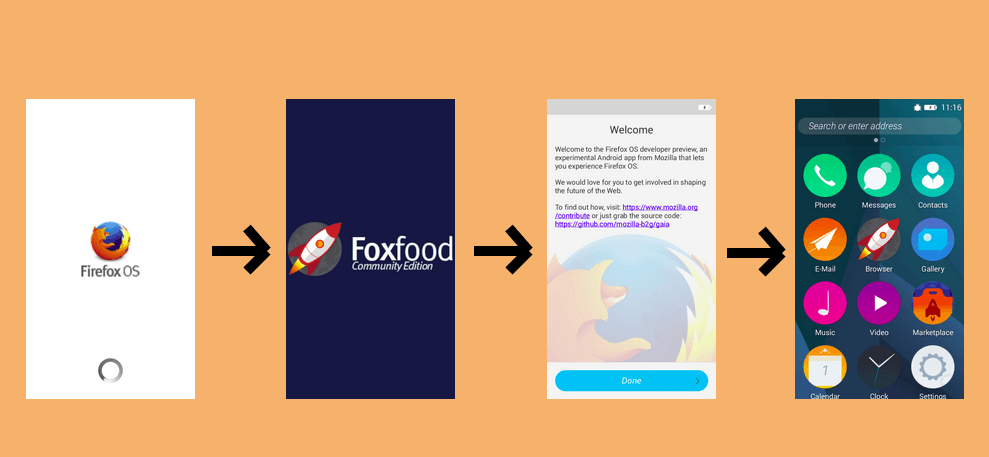 Firefox OS
Foxfood
Community Edition
Welcome
Welcome to the Firefox OS developer preview, an
experimental Android app from Mozilla that lets
you experience Firefox OS.
We would love for you to get involved in shaping
the future of the Web.
To find out how, visit: https://www.mozilla.org
/contribute or just grab the source code:
https://github.com/mozilla-b2g/gaia
Done
11:16
Search or enter address
Phone Messages Contacts
E-Mail Browser Gallery
Music Video Marketplace
1
Calendar Clock Settings